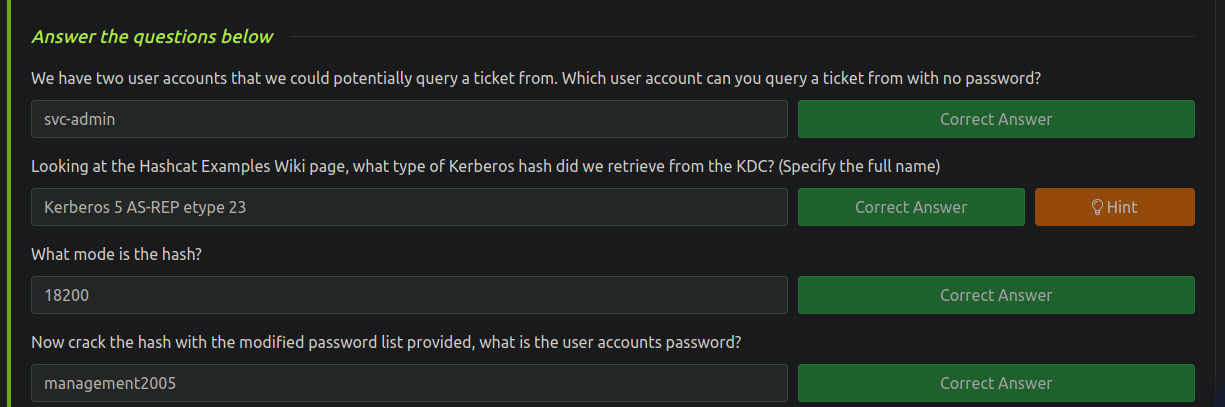 Answer the questions below
We have two user accounts that we could potentially query a ticket from. Which user account can you query a ticket from with no password?
svc-admin
Correct Answer
Looking at the Hashcat Examples Wiki page, what type of Kerberos hash did we retrieve from the KDC? (Specify the full name)
Kerberos 5 AS-REP etype 23
Correct Answer
Hint
What mode is the hash?
18200
Correct Answer
Now crack the hash with the modified password list provided, what is the user accounts password?
management2005
Correct Answer